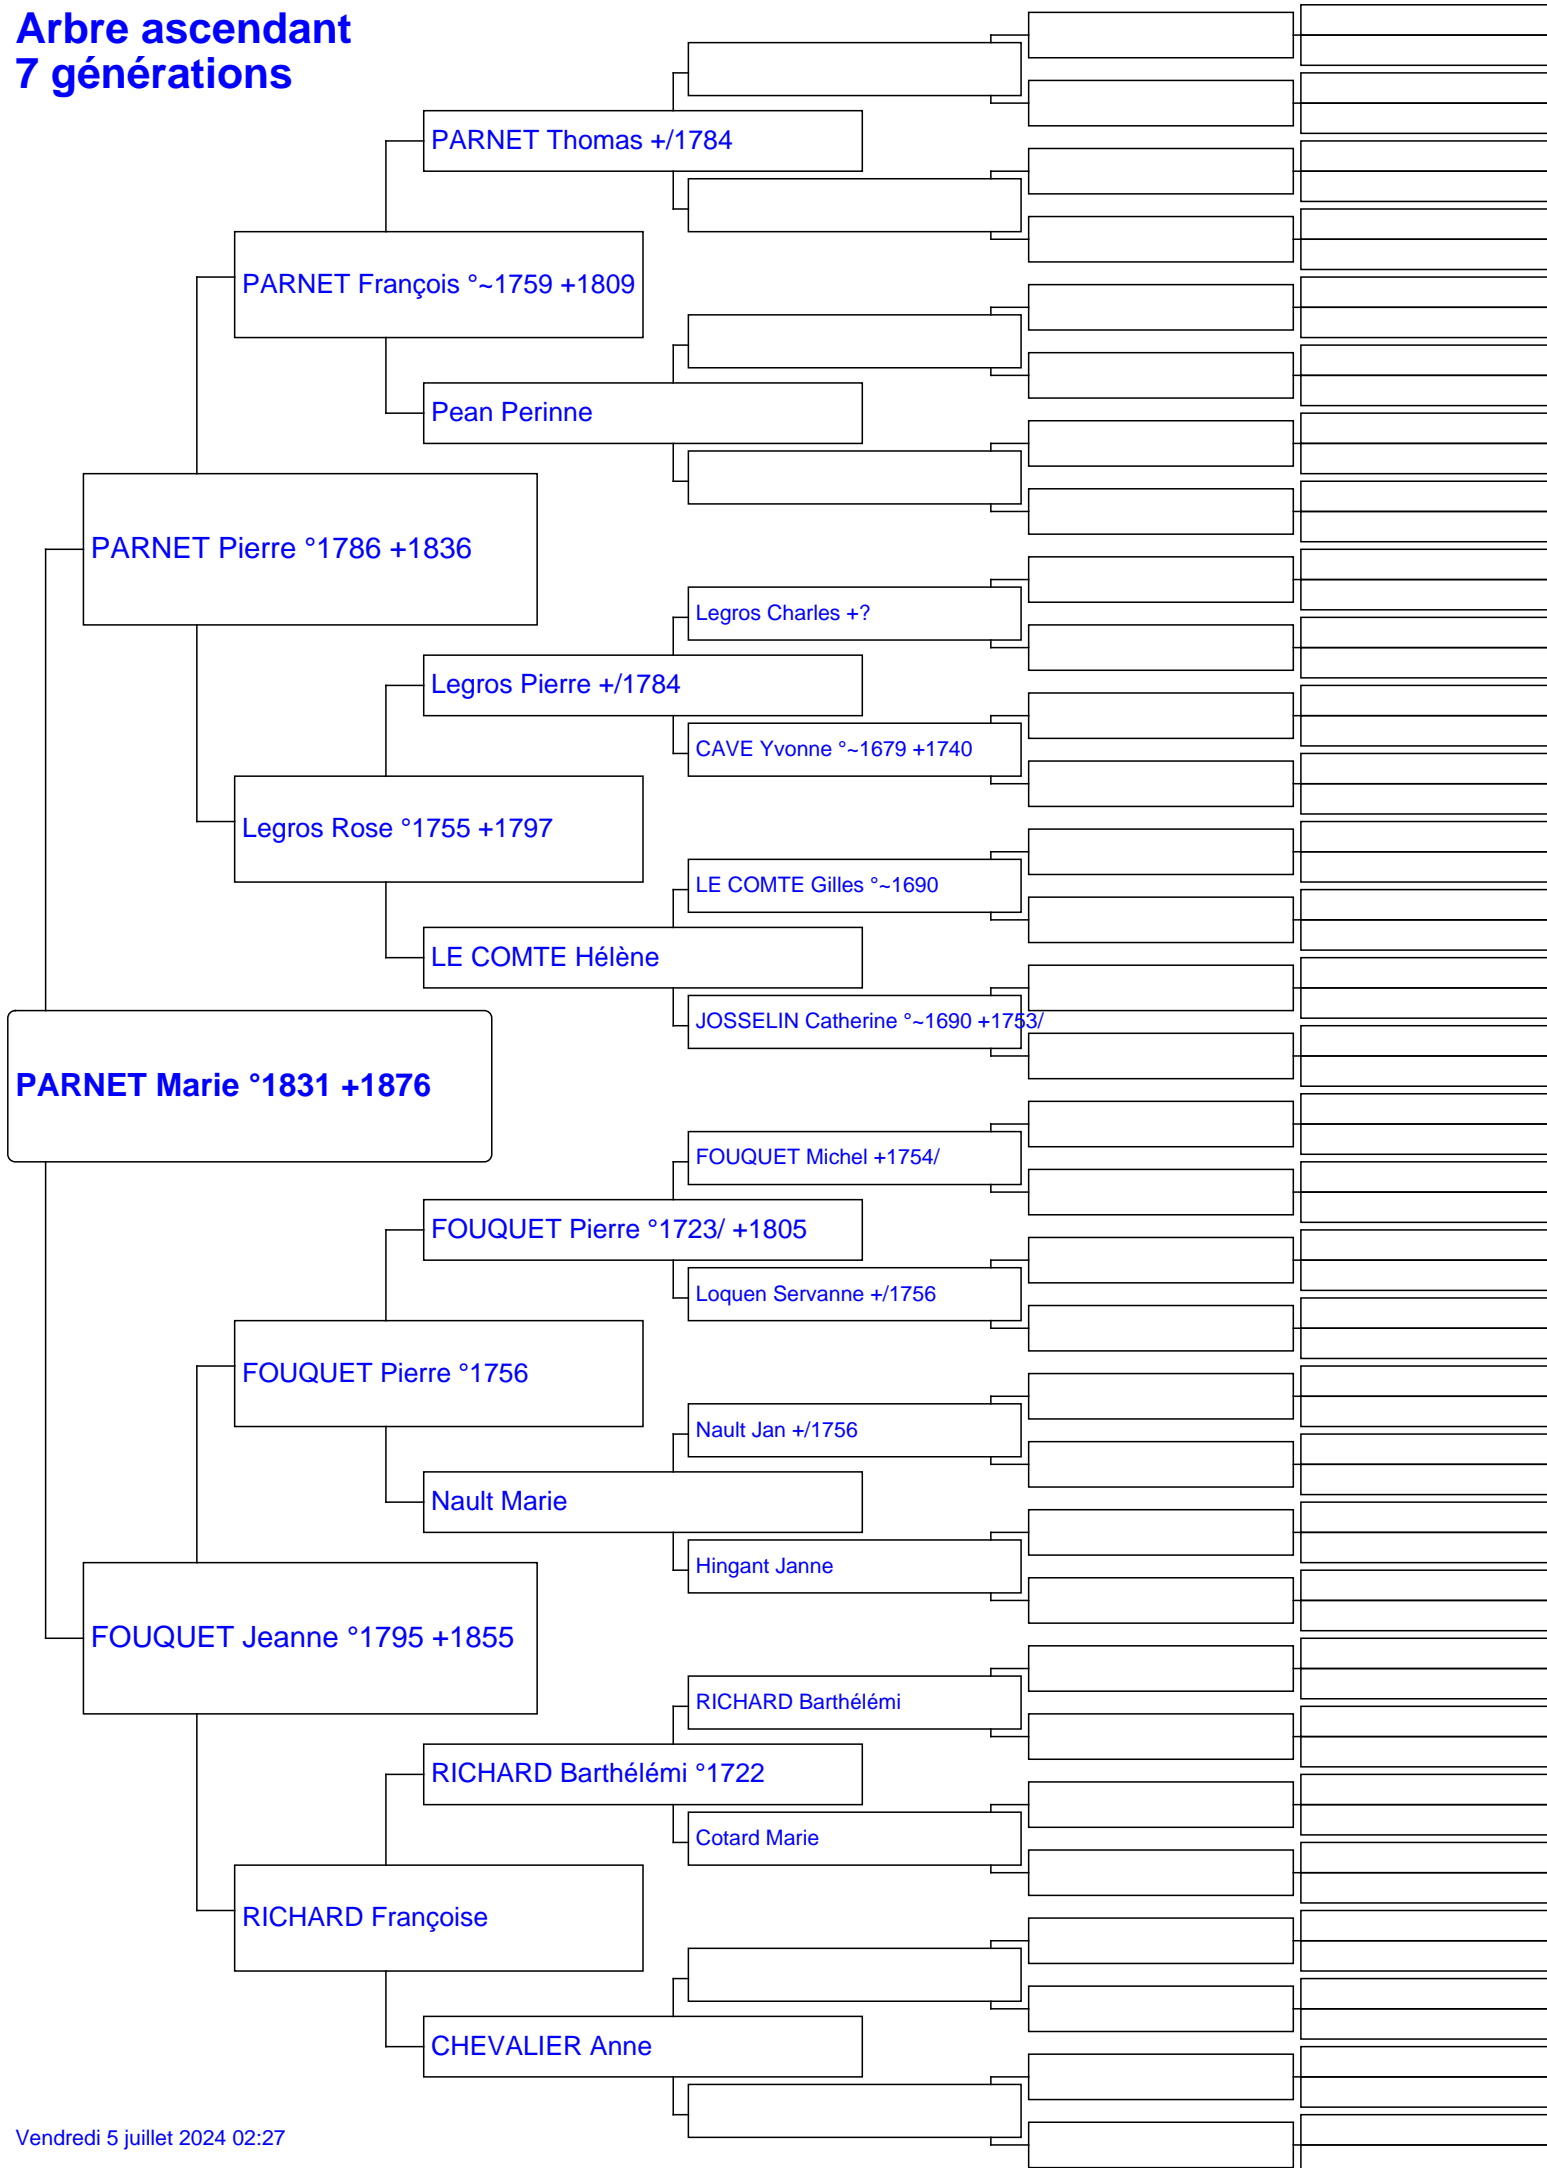 Arbre ascendant
7 générations
PARNET Thomas +/1784
PARNET François °~1759 +1809
Pean Perinne
PARNET Pierre °1786 +1836
Legros Charles +?
Legros Pierre +/1784
CAVE Yvonne °~1679 +1740
Legros Rose °1755 +1797
LE COMTE Gilles °~1690
LE COMTE Hélène
JOSSELIN Catherine °~1690 +1753/
PARNET Marie °1831 +1876
FOUQUET Michel +1754/
FOUQUET Pierre °1723/ +1805
Loquen Servanne +/1756
FOUQUET Pierre °1756
Nault Jan +/1756
Nault Marie
Hingant Janne
FOUQUET Jeanne °1795 +1855
RICHARD Barthélémi
RICHARD Barthélémi °1722
Cotard Marie
RICHARD Françoise
CHEVALIER Anne
Vendredi 5 juillet 2024 02:27